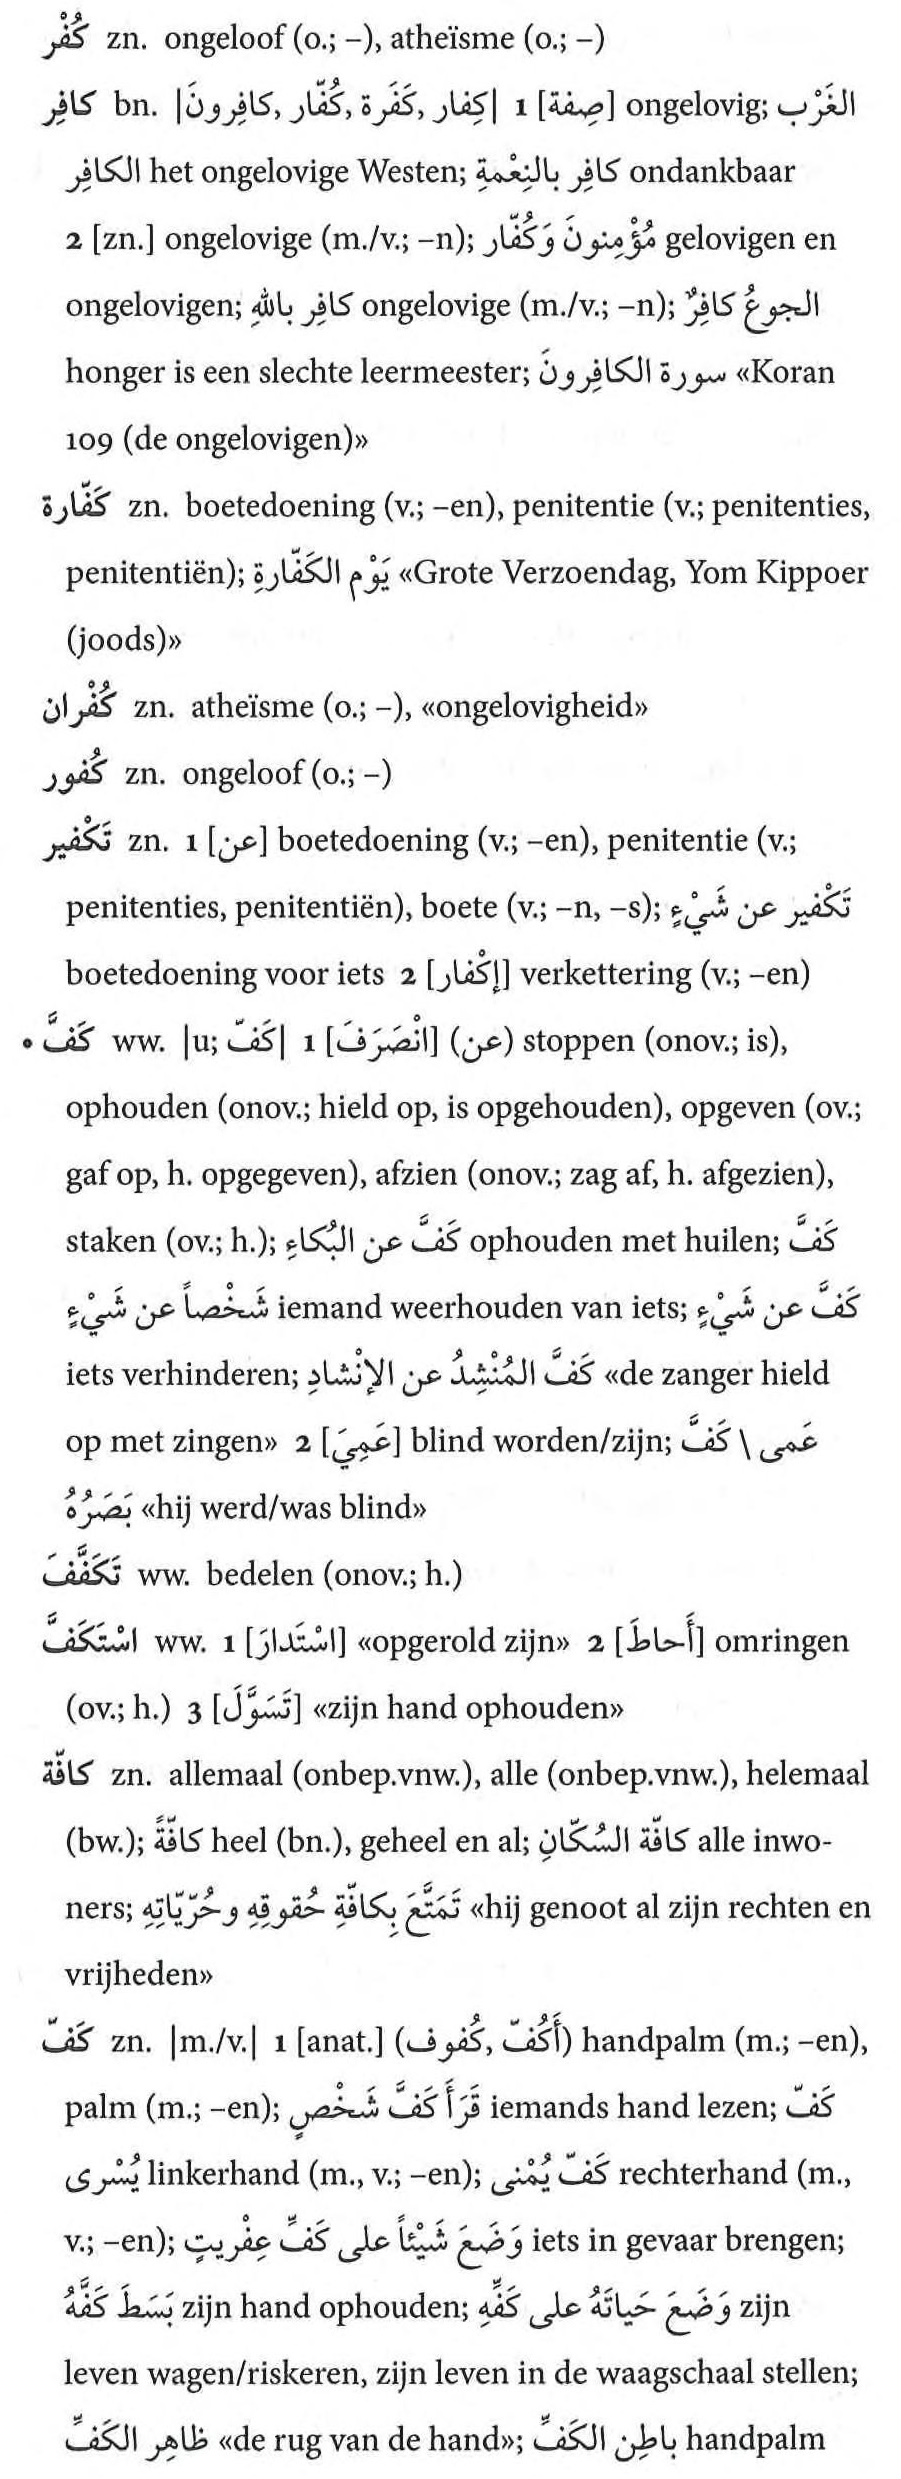 كُفْر zn. ongeloof (o.; –), atheïsme (o.; –)
كافِر bn. |كِفار, كَفَرة, كُفّار, كافِرونَ| 1 [صِفة] ongelovig; الغَرْب
الكافِر het ongelovige Westen; كافِر بالنِعْمةِ ondankbaar
2 [zn.] ongelovige (m./v.; –n); مُؤْمِنونَ وَكُفّار gelovigen en
ongelovigen; كافِر باللهِ ongelovige (m./v.; –n); الجوعُ كافِرٌ
honger is een slechte leermeester; سورة الكافِرونَ «Koran
109 (de ongelovigen)»
كَفّارة zn. boetedoening (v.; –en), penitentie (v.; penitenties,
penitentiën); يَوْم الكَفّارةِ «Grote Verzoendag, Yom Kippoer
(joods)»
كُفْران zn. atheïsme (o.; –), «ongelovigheid»
كُفور zn. ongeloof (o.; –)
تَكْفير zn. 1 [عن] boetedoening (v.; –en), penitentie (v.;
penitenties, penitentiën), boete (v.; –n, –s); تَكْفير عن شَيْءٍ
boetedoening voor iets 2 [إكْفار] verkettering (v.; –en)
• كَفَّ ww. |u; كَفّ| 1 [انْصَرَفَ] (عن) stoppen (onov.; is),
ophouden (onov.; hield op, is opgehouden), opgeven (ov.;
gaf op, h. opgegeven), afzien (onov.; zag af, h. afgezien),
staken (ov.; h.); كَفَّ عن البُكاءِ ophouden met huilen; كَفَّ
شَخْصاً عن شَيْءٍ iemand weerhouden van iets; كَفَّ عن شَيْءٍ
iets verhinderen; كَفَّ المُنْشِدُ عن الإنْشادِ «de zanger hield
op met zingen» 2 [عَمِيَ] blind worden/zijn; عَمى \ كَفَّ
بَصَرُهُ «hij werd/was blind»
تَكَفَّفَ ww. bedelen (onov.; h.)
اسْتَكَفَّ ww. 1 [اسْتَدارَ] «opgerold zijn» 2 [أَحاطَ] omringen
(ov.; h.) 3 [تَسَوَّلَ] «zijn hand ophouden»
كافّة zn. allemaal (onbep.vnw.), alle (onbep.vnw.), helemaal
(bw.); كافّةً heel (bn.), geheel en al; كافّة السُكّانِ alle inwo-
ners; تَمَتَّعَ بِكافّةِ حُقوقِهِ وحُرّيّاتِهِ «hij genoot al zijn rechten en
vrijheden»
كَفّ zn. |m./v.| 1 [anat.] (أَكُفّ, كُفوف) handpalm (m.; –en),
palm (m.; –en); قَرَأَ كَفَّ شَخْصٍ iemands hand lezen; كَفّ
يُسْرى linkerhand (m., v.; –en); كَفّ يُمْنى rechterhand (m.,
v.; –en); وَضَعَ شَيْئاً على كَفِّ عِفْريتٍ iets in gevaar brengen;
بَسَطَ كَفَّهُ zijn hand ophouden; وَضَعَ حَياتَهُ على كَفِّهِ zijn
leven wagen/riskeren, zijn leven in de waagschaal stellen;
ظاهِر الكَفِّ «de rug van de hand»; باطِن الكَفِّ handpalm